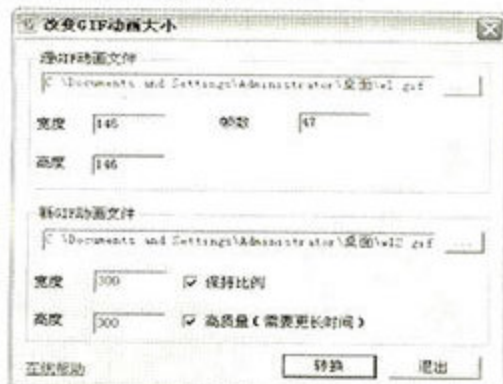 改变GIF动画大小
源GIF动画文件
C:\Documents and Settings\Administrator\桌面\w1.gif ...
宽度 146 帧数 47
高度 146
新GIF动画文件
C:\Documents and Settings\Administrator\桌面\w12.gif ...
宽度 300 保持比例
高度 300 高质量(需要更长时间)
在线帮助 转换 退出